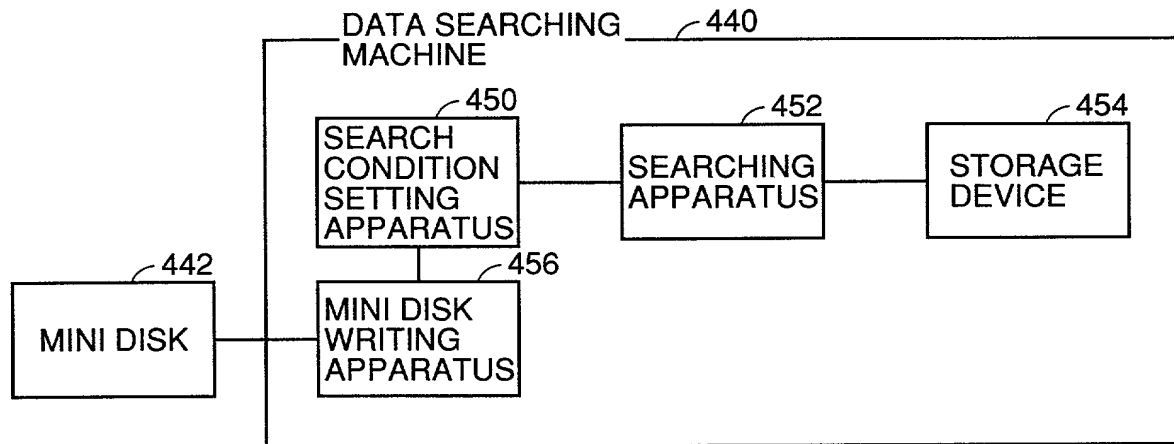 DATA SEARCHING
MACHINE
440
450
SEARCH
CONDITION
SETTING
APPARATUS
452
SEARCHING
APPARATUS
454
STORAGE
DEVICE
442
MINI DISK
456
MINI DISK
WRITING
APPARATUS